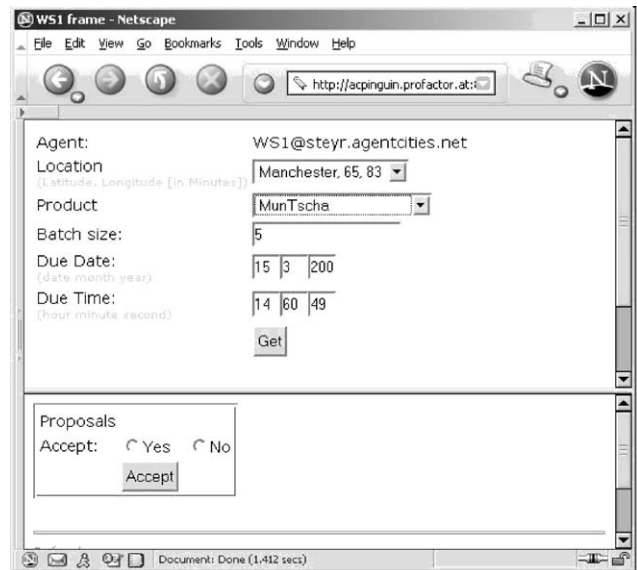 WS1 frame - Netscape
File Edit View Go Bookmarks Tools Window Help
http://acpinguin.profactor.at:
Agent: WS1@steyr.agentcities.net
Location Manchester, 65, 83
(Latitude, Longitude [in Minutes])
Product MunTscha
Batch size: 5
Due Date: 15 3 200
(date month year)
Due Time: 14 60 49
(hour minute second)
Get
Proposals
Accept: Yes No
Accept
Document: Done (1.412 secs)